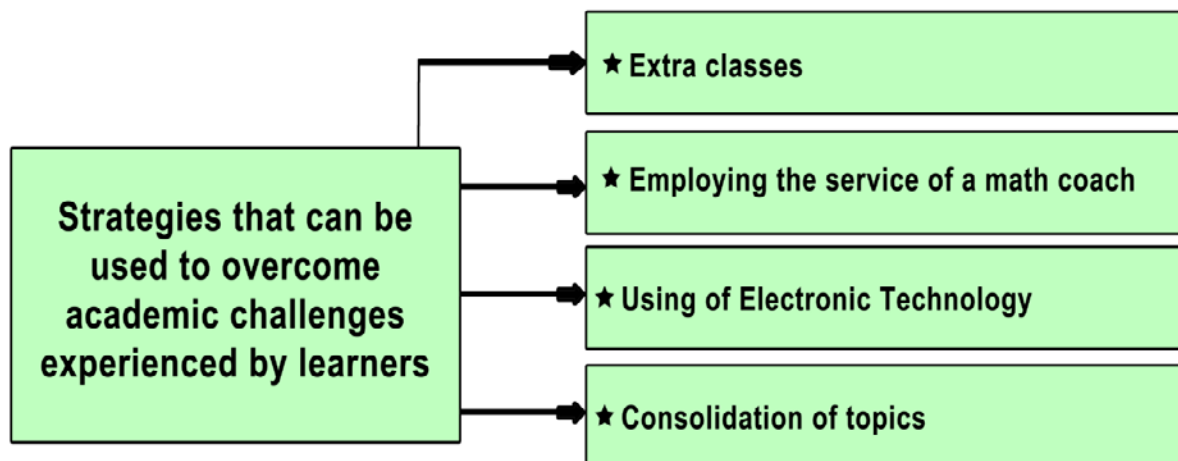 Strategies that can be
used to overcome
academic challenges
experienced by learners
★ Extra classes
★ Employing the service of a math coach
★ Using of Electronic Technology
★ Consolidation of topics